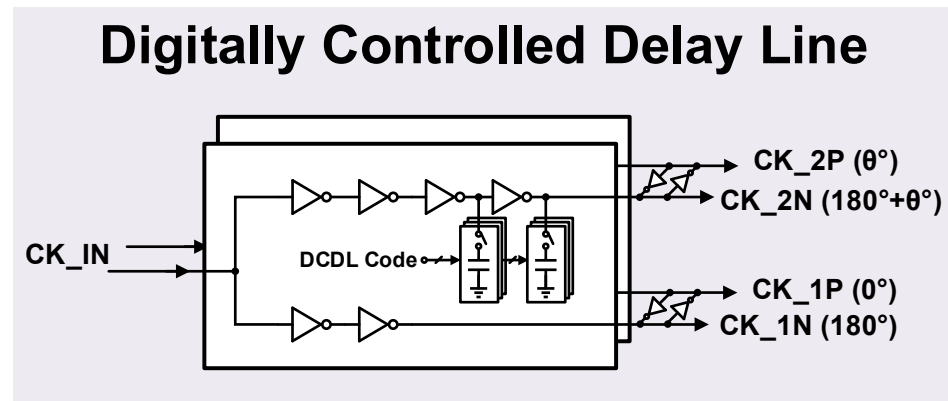 Digitally Controlled Delay Line
CK_IN
DCDL Code
CK_2P (θ°)
CK_2N (180°+θ°)
CK_1P (0°)
CK_1N (180°)